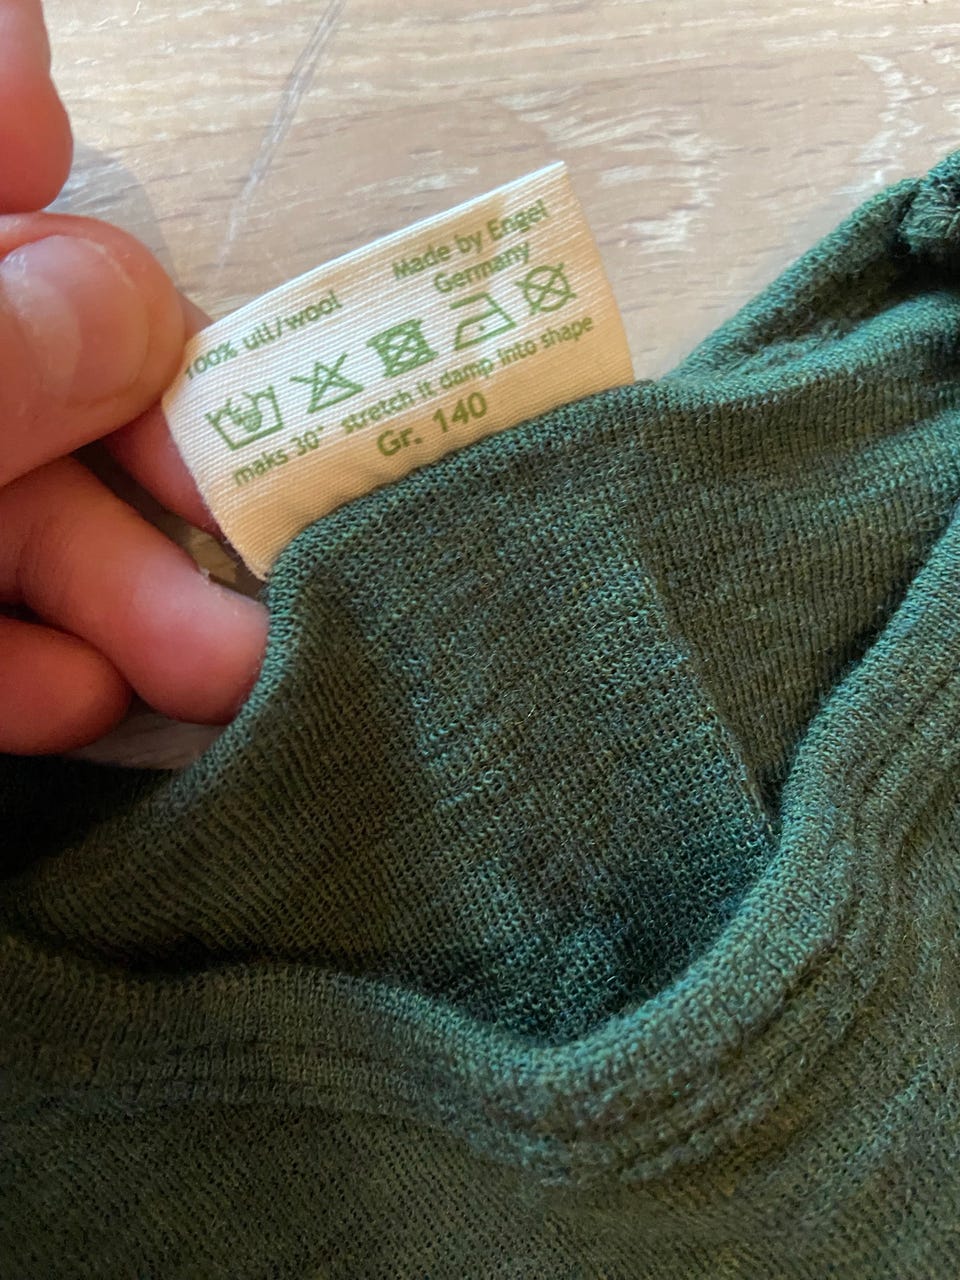 Made by Engel
100% ull/wool Germany
maks 30° stretch it damp into shape
Gr. 140